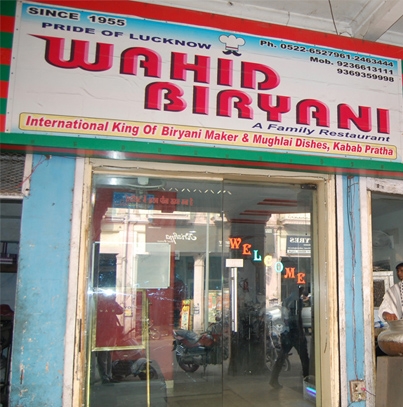 SINCE 1955
PRIDE OF LUCKNOW
Ph. 0522-6527961-2463444
Mob. 9236613111
9369359998
WAHID
BIRYANI
A Family Restaurant
International King Of Biryani Maker & Mughlai Dishes, Kabab Pratha
WELCOME